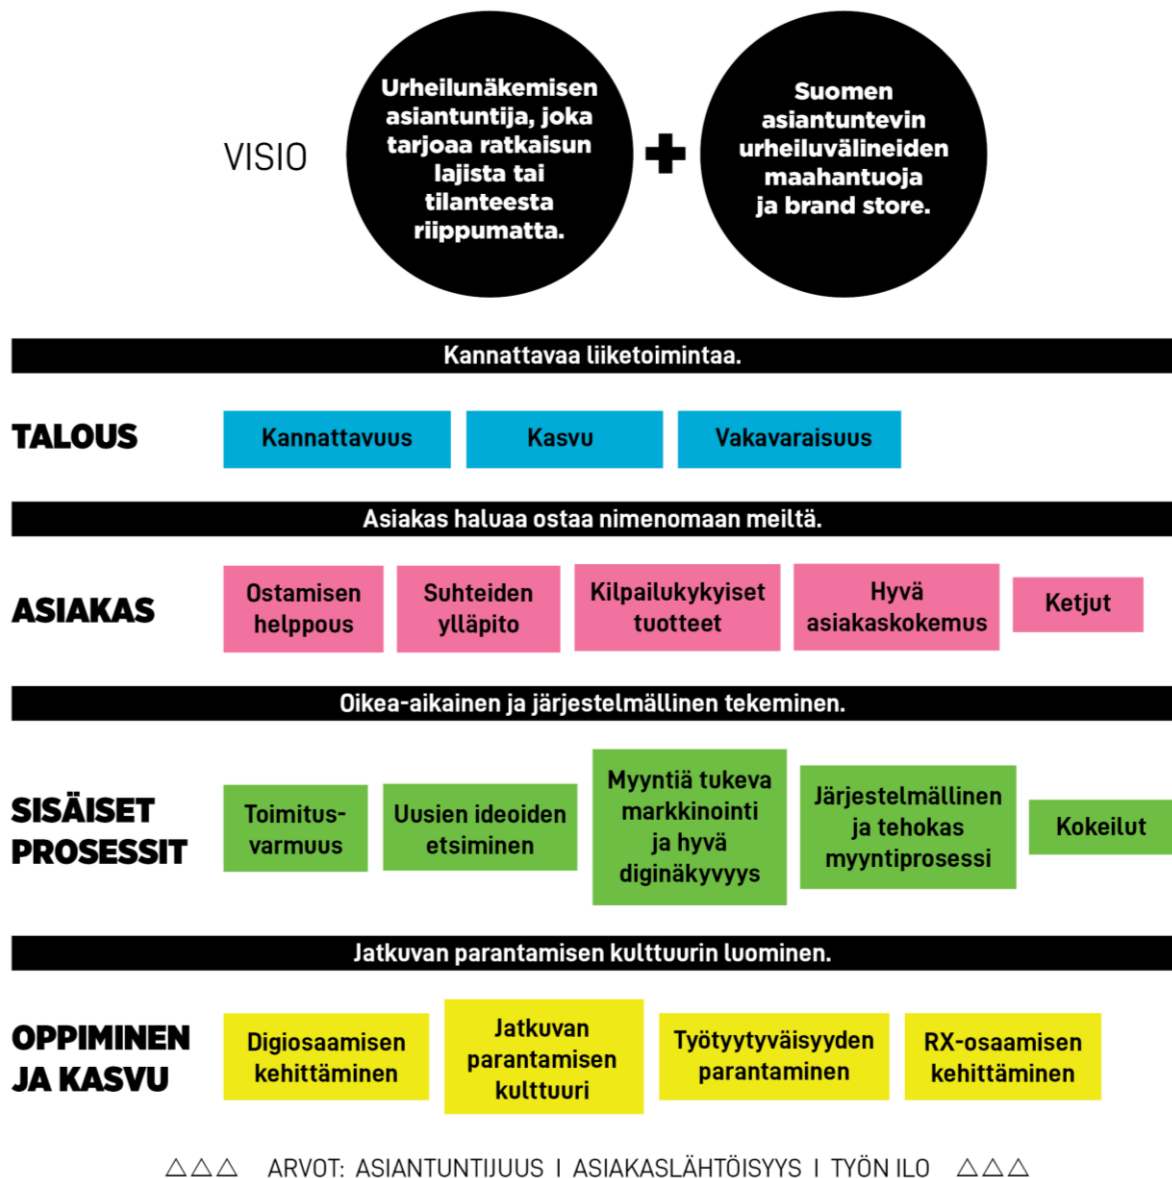 VISIO
Urheilunäkemisen
asiantuntija, joka
tarjoaa ratkaisun
lajista tai
tilanteesta
riippumatta.
+
Suomen
asiantuntevin
urheiluvälineiden
maahantuoja
ja brand store.
Kannattavaa liiketoimintaa.
TALOUS
Kannattavuus
Kasvu
Vakavaraisuus
Asiakas haluaa ostaa nimenomaan meiltä.
ASIAKAS
Ostamisen
helppous
Suhteiden
ylläpito
Kilpailukykyiset
tuotteet
Hyvä
asiakaskokemus
Ketjut
Oikea-aikainen ja järjestelmällinen tekeminen.
SISÄISET
PROSESSIT
Toimitus-
varmuus
Uusien ideoiden
etsiminen
Myyntiä tukeva
markkinointi
ja hyvä
diginäkyvyys
Järjestelmällinen
ja tehokas
myyntiprosessi
Kokeilut
Jatkuvan parantamisen kulttuurin luominen.
OPPIMINEN
JA KASVU
Digiosaamisen
kehittäminen
Jatkuvan
parantamisen
kulttuuri
Työtyytyväisyyden
parantaminen
RX-osaamisen
kehittäminen
△△△ ARVOT: ASIANTUNTIJUUS I ASIAKASLÄHTÖISYYS I TYÖN ILO △△△